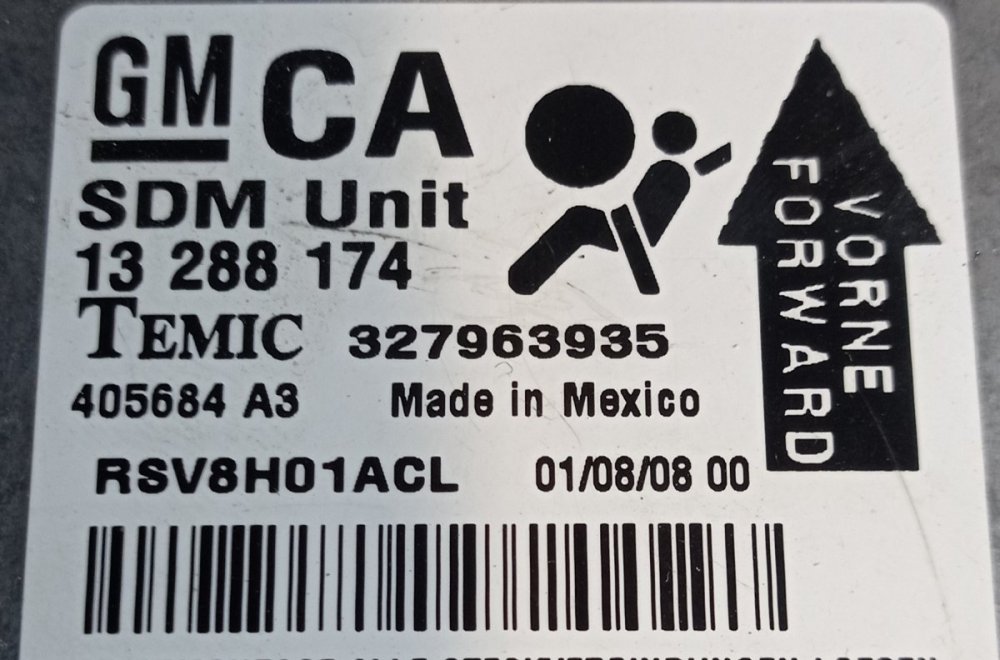 GM CA
SDM Unit
13 288 174
TEMIC 327963935
405684 A3 Made in Mexico
RSV8H01ACL 01/08/08 00
VORNE
FORWARD